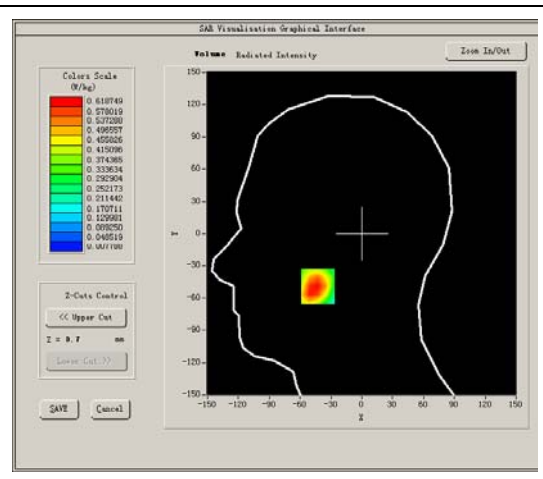 SAR Visualisation Graphical Interface
Volume Radiated Intensity
Zoom In/Out
Colors Scale
(W/kg)
0.618749
0.578019
0.537288
0.496557
0.455826
0.415096
0.374365
0.333634
0.292904
0.252173
0.211442
0.170711
0.129981
0.089250
0.048519
0.007788
150-
120-
90-
60-
30-
Y 0-
-30-
-60-
-90-
-120-
-150-
-150 -120 -90 -60 -30 0 30 60 90 120 150
X
Z-Cuts Control
<< Upper Cut
Z = 0.7 mm
Lower Cut >>
SAVE Cancel